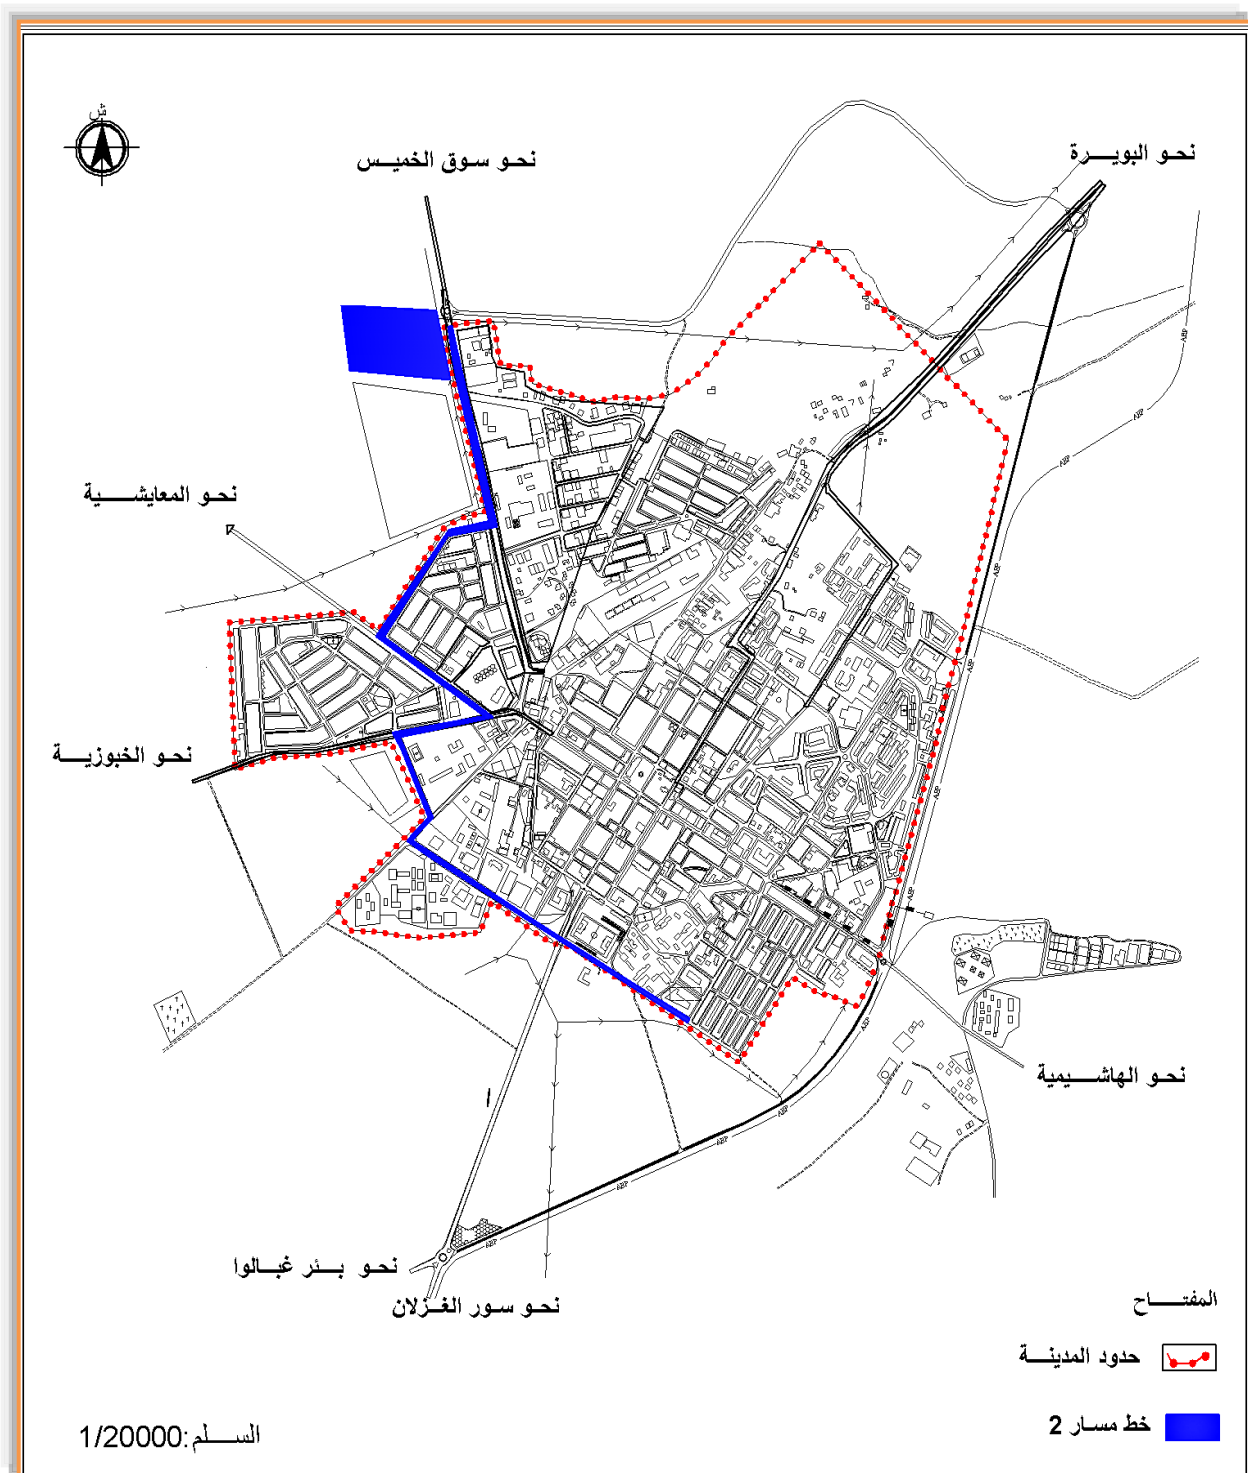 ش
نحو سوق الخميس
نحو البويرة
نحو المعايشية
نحو الخبوزية
نحو الهاشيمية
نحو بئر غبالوا
نحو سور الغزلان
المفتاح
حدود المدينة
خط مسار 2
السلم:1/20000